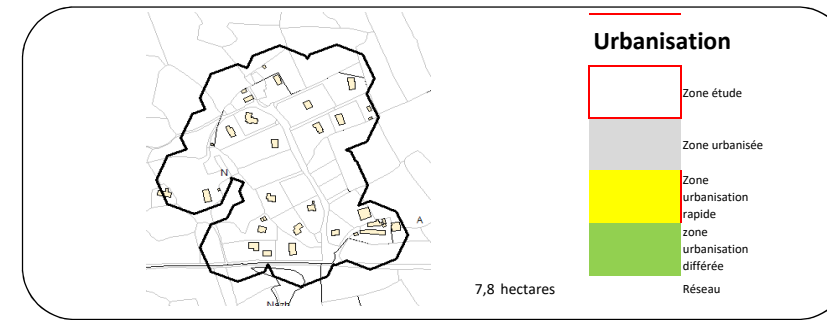 Urbanisation
Zone étude
Zone urbanisée
Zone
urbanisation
rapide
zone
urbanisation
différée
7,8 hectares
Réseau
N
A